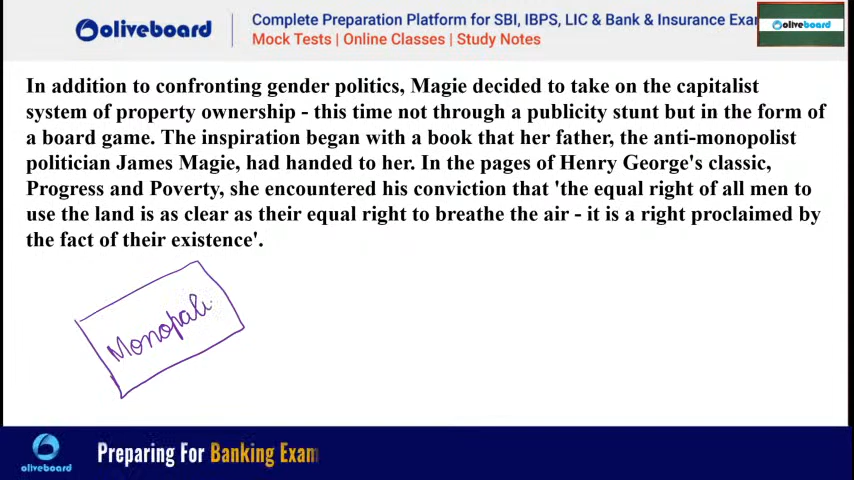 oliveboard
Complete Preparation Platform for SBI, IBPS, LIC & Bank & Insurance Exa
Mock Tests | Online Classes | Study Notes
oliveboard
In addition to confronting gender politics, Magie decided to take on the capitalist
system of property ownership - this time not through a publicity stunt but in the form of
a board game. The inspiration began with a book that her father, the anti-monopolist
politician James Magie, had handed to her. In the pages of Henry George's classic,
Progress and Poverty, she encountered his conviction that 'the equal right of all men to
use the land is as clear as their equal right to breathe the air - it is a right proclaimed by
the fact of their existence'.
Monopoli
oliveboard
Preparing For Banking Exam